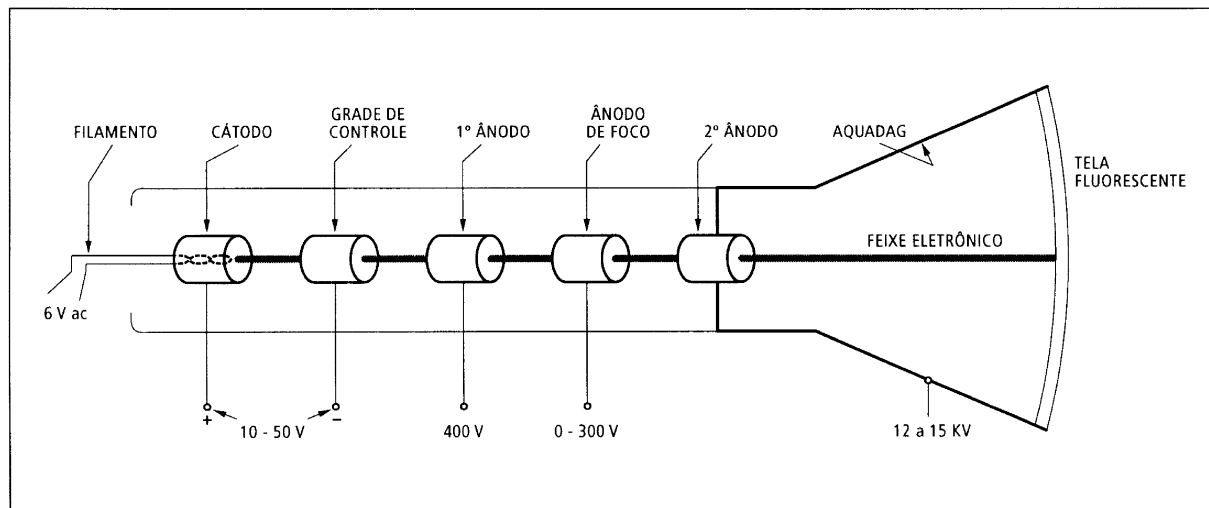 FILAMENTO
CÁTODO
GRADE DE
CONTROLE
1º ÂNODO
ÂNODO
DE FOCO
2º ÂNODO
AQUADAG
TELA
FLUORESCENTE
FEIXE ELETRÔNICO
6 V ac
+
10 - 50 V
–
400 V
0 - 300 V
12 a 15 KV